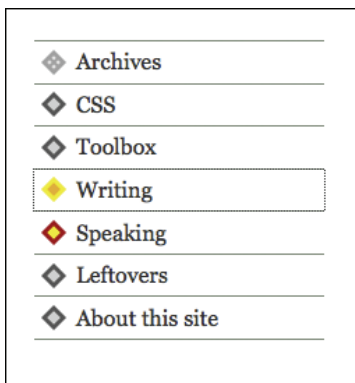 Archives
CSS
Toolbox
Writing
Speaking
Leftovers
About this site